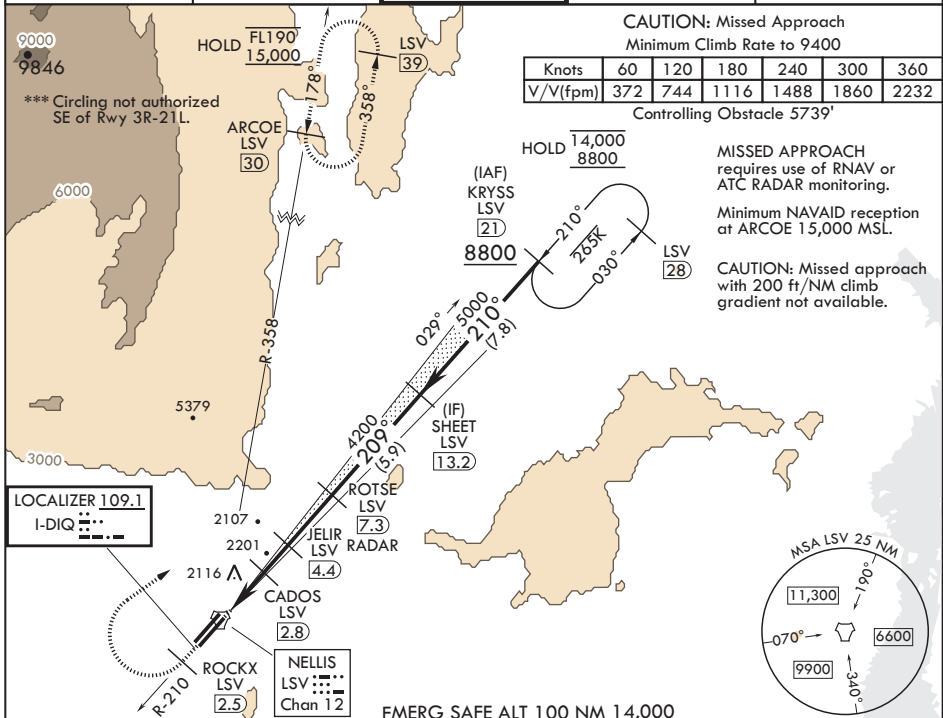 CAUTION: Missed Approach
Minimum Climb Rate to 9400
Knots 60 120 180 240 300 360
V/V(fpm) 372 744 1116 1488 1860 2232
Controlling Obstacle 5739'
MISSED APPROACH
requires use of RNAV or
ATC RADAR monitoring.
Minimum NAVAID reception
at ARCOE 15,000 MSL.
CAUTION: Missed approach
with 200 ft/NM climb
gradient not available.
9000
9846
*** Circling not authorized
SE of Rwy 3R-21L.
6000
HOLD
FL190
15,000
LSV
39
178°
358°
ARCOE
LSV
30
HOLD
14,000
8800
(IAF)
KRYSS
LSV
21
8800
210°
265K
030°
LSV
28
029°
5000
210°
(7.8)
R-358
(IF)
SHEET
LSV
13.2
4200
209°
(5.9)
5379
3000
ROTSE
LSV
7.3
RADAR
LOCALIZER 109.1
I-DIQ
2107
2201
2116
JELIR
LSV
4.4
CADOS
LSV
2.8
NELLIS
LSV
Chan 12
ROCKX
LSV
2.5
R-210
MSA LSV 25 NM
11,300
190°
070°
6600
9900
340°
EMERG SAFE ALT 100 NM 14,000